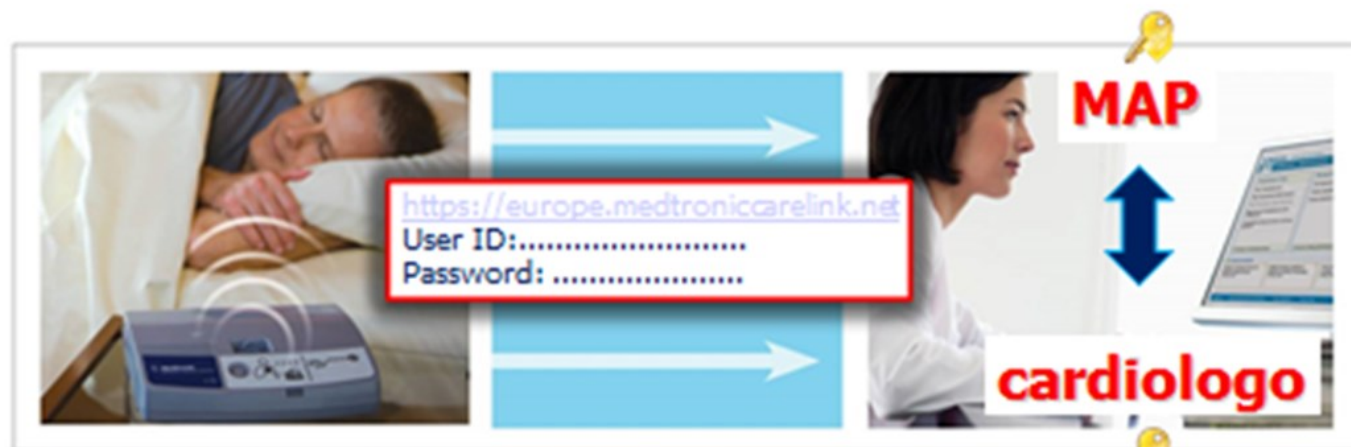 MAP
https://europe.medtroniccarelink.net
User ID:.........................
Password: .....................
cardiologo